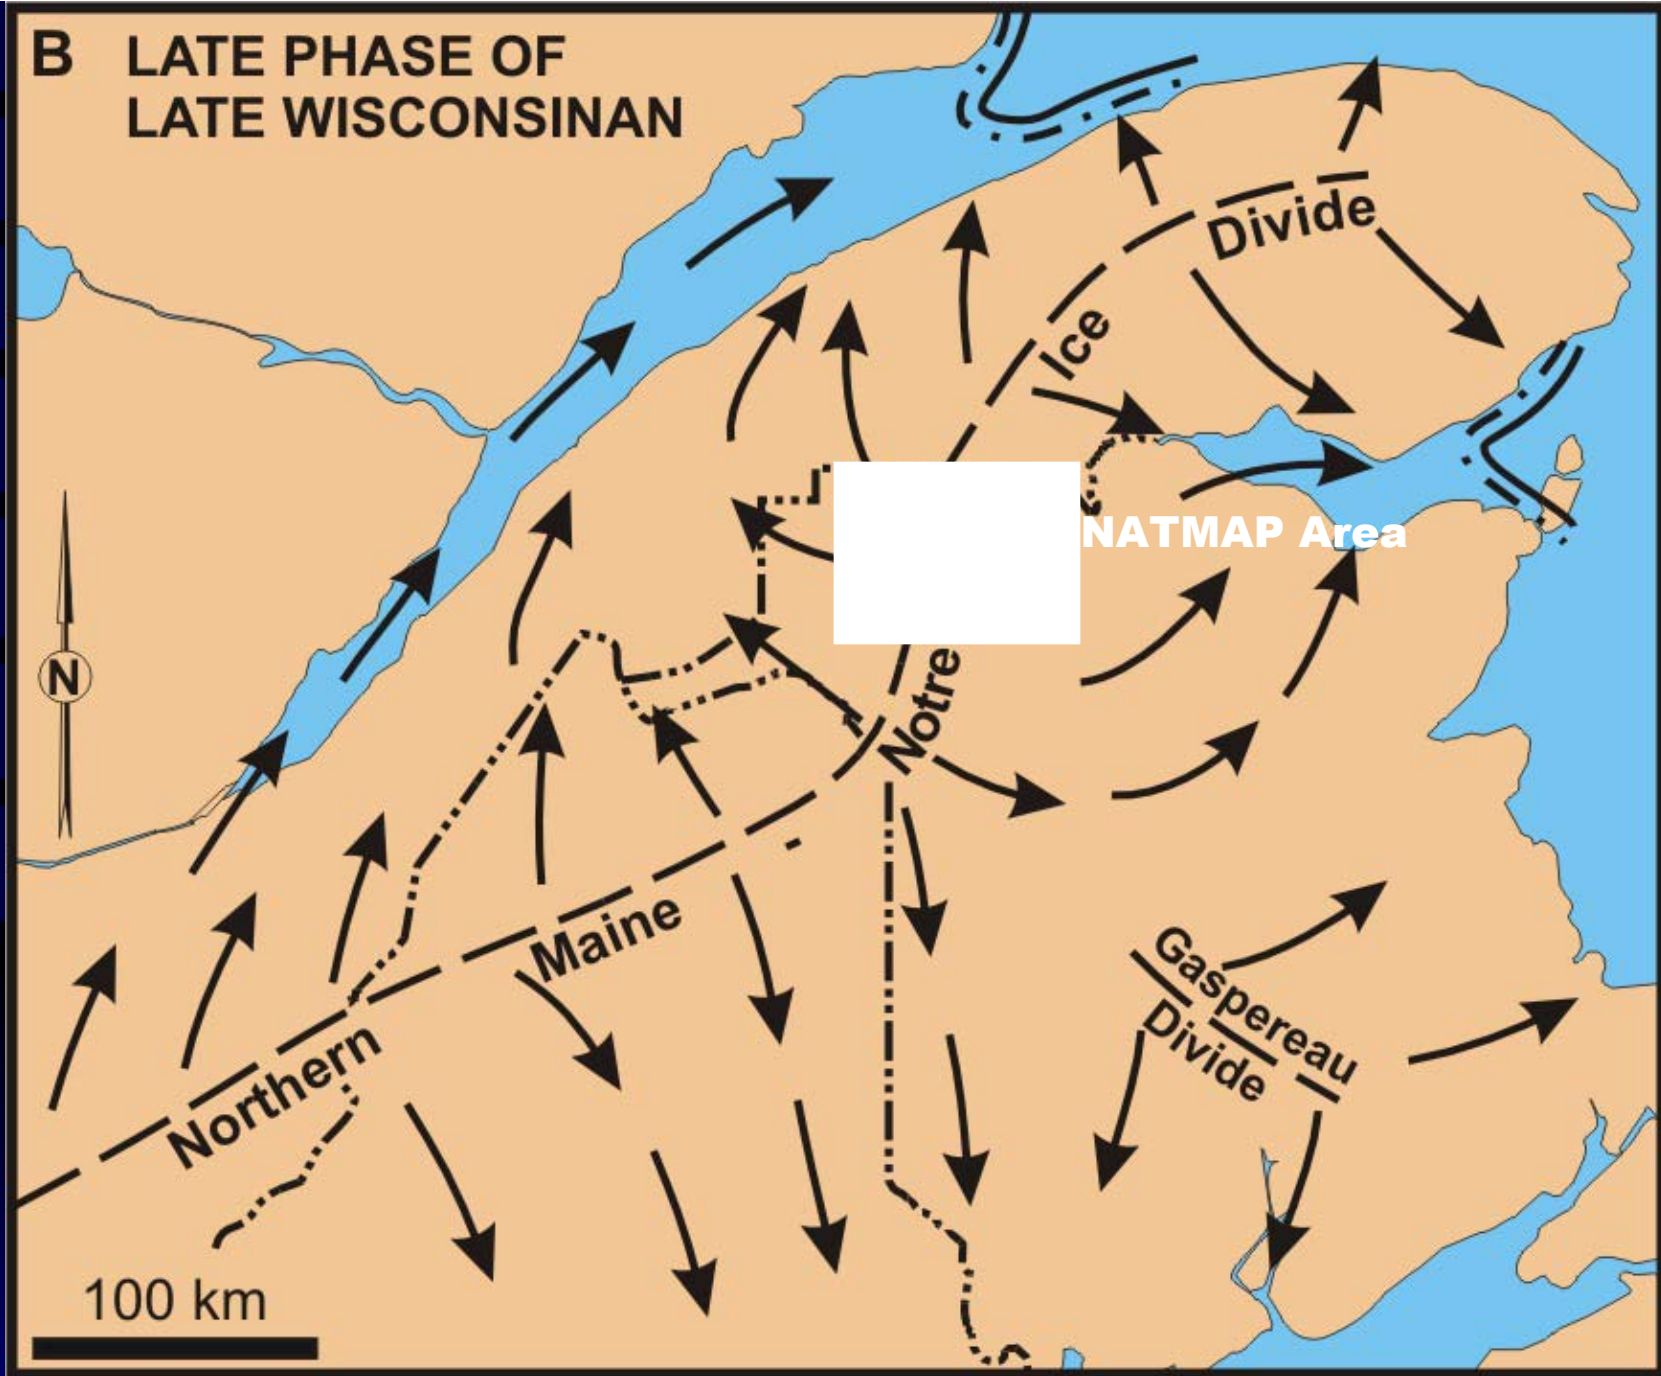 B LATE PHASE OF
LATE WISCONSINAN
Divide
Ice
NATMAP Area
N
Notre
Maine
Gaspereau
Divide
Northern
100 km